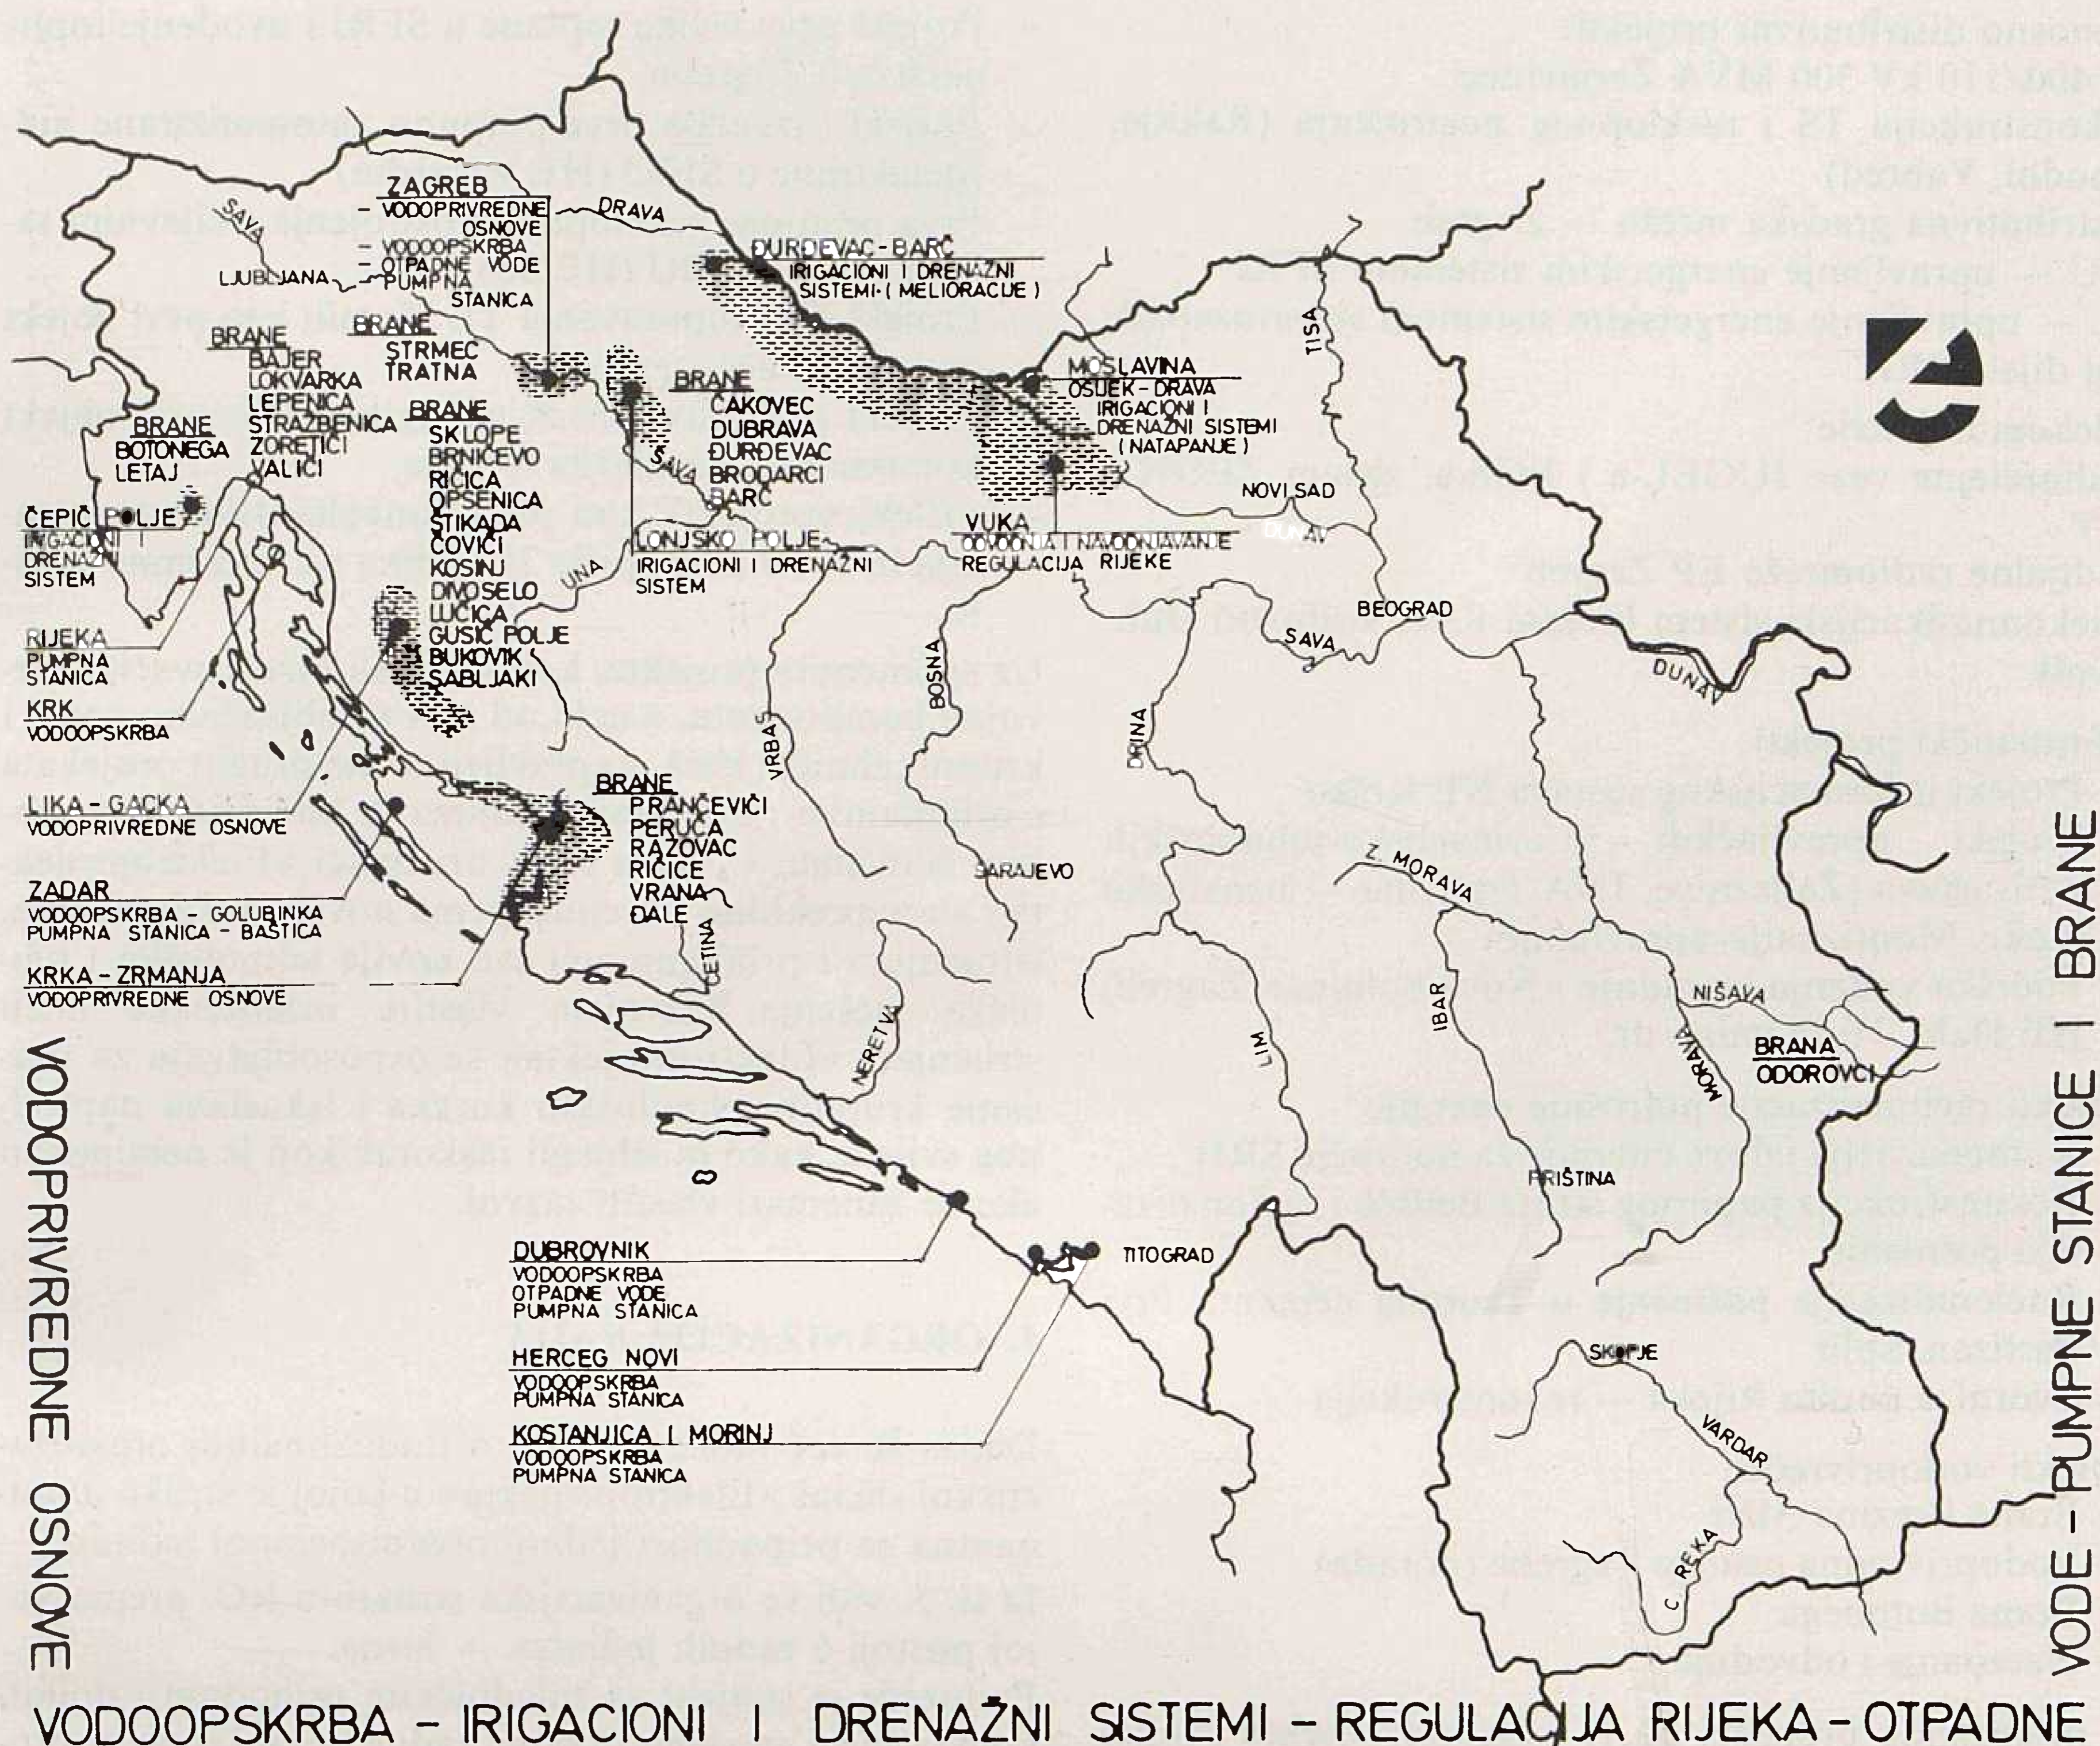 ZAGREB
- VODOPRIVREDNE
OSNOVE
- VODOOPSKRBA
- OTPADNE VODE
- PUMPNA
STANICA
SAVA
DRAVA
LJUBLJANA
ĐURĐEVAC-BARČ
IRIGACIONI I DRENAŽNI
SISTEMI (MELIORACIJE)
BRANE
BAJER
LOKVARKA
LEPENICA
STRAŽBENICA
ZORETIĆI
VALIĆI
BRANE
STRMEC
TRATNA
BRANE
BOTONEGA
LETAJ
BRANE
SKLOPE
BRNIĆEVO
RIČICA
OPSENICA
ŠTIKADA
ČOVIĆI
KOSINJ
DIVOSELO
LUČICA
GUSIĆ POLJE
BUKOVIK
SABLJAKI
BRANE
ČAKOVEC
DUBRAVA
ĐURĐEVAC
BRODARCI
BARČ
SAVA
MOSLAVINA
OSIJEK-DRAVA
IRIGACIONI I
DRENAŽNI SISTEMI
(NATAPANJE)
TISA
NOVI SAD
DUNAV
VUKA
ODVODNJA I NAVODNJAVANJE
REGULACIJA RIJEKE
LONJSKO POLJE
IRIGACIONI I DRENAŽNI
SISTEM
UNA
ČEPIĆ POLJE
IRIGACIONI I
DRENAŽNI
SISTEM
RIJEKA
PUMPNA
STANICA
KRK
VODOOPSKRBA
LIKA-GACKA
VODOPRIVREDNE OSNOVE
ZADAR
VODOOPSKRBA - GOLUBINKA
PUMPNA STANICA - BAŠTICA
KRKA-ZRMANJA
VODOPRIVREDNE OSNOVE
BRANE
PRANČEVIĆI
PERUČA
RAZOVAC
RIČICE
VRANA
ĐALE
CETINA
VRBAS
BOSNA
SARAJEVO
NERETVA
DRINA
LIM
BEOGRAD
SAVA
DUNAV
Z. MORAVA
IBAR
MORAVA
NIŠAVA
BRANA
ODOROVCI
PRIŠTINA
SKOPJE
VARDAR
C. REKA
TITOGRAD
DUBROVNIK
VODOOPSKRBA
OTPADNE VODE
PUMPNA STANICA
HERCEG NOVI
VODOOPSKRBA
PUMPNA STANICA
KOSTANJICA I MORINJ
VODOOPSKRBA
PUMPNA STANICA
VODOPRIVREDNE OSNOVE
VODOOPSKRBA - IRIGACIONI I DRENAŽNI SISTEMI - REGULACIJA RIJEKA - OTPADNE
VODE - PUMPNE STANICE I BRANE